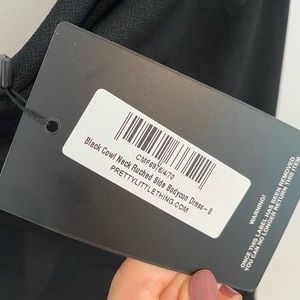 Black Cowl Neck Ruched Side Bodycon Dress-8
PRETTYLITTLETHING.COM
WARNING!
ONCE THIS LABEL HAS BEEN REMOVED
YOU CAN NO LONGER RETURN THIS ITEM